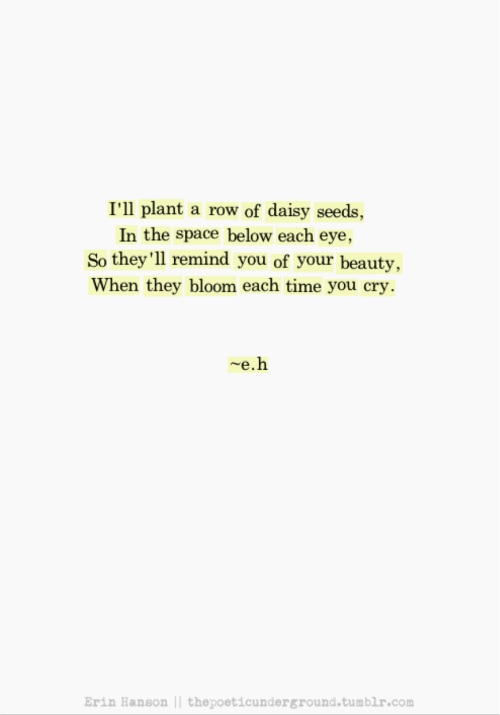 I'll plant a row of daisy seeds,
In the space below each eye,
So they'll remind you of your beauty,
When they bloom each time you cry.
~e.h
Erin Hanson || thepoeticunderground.tumblr.com